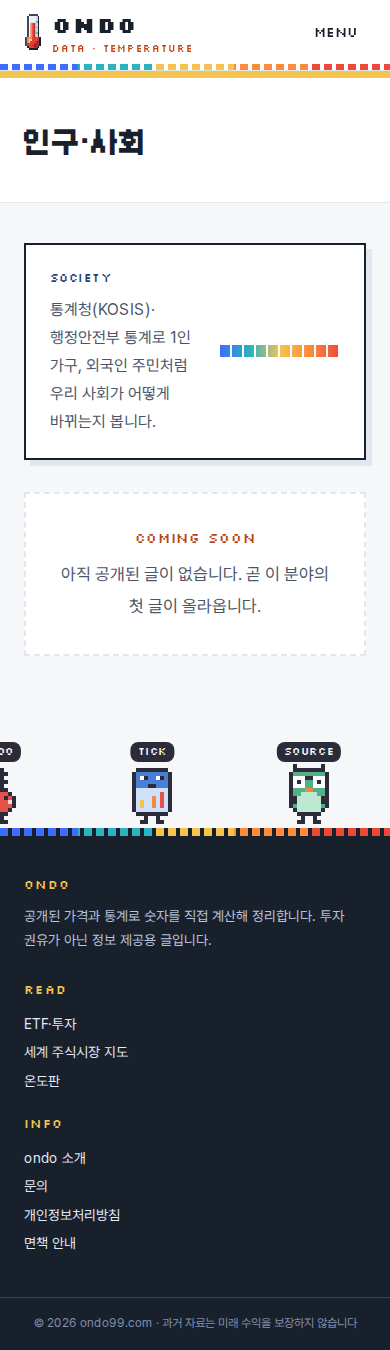 ONDO
DATA · TEMPERATURE
MENU
인구·사회
SOCIETY
통계청(KOSIS)·
행정안전부 통계로 1인
가구, 외국인 주민처럼
우리 사회가 어떻게
바뀌는지 봅니다.
COMING SOON
아직 공개된 글이 없습니다. 곧 이 분야의
첫 글이 올라옵니다.
TICK
SOURCE
ONDO
공개된 가격과 통계로 숫자를 직접 계산해 정리합니다. 투자
권유가 아닌 정보 제공용 글입니다.
READ
ETF·투자
세계 주식시장 지도
온도판
INFO
ondo 소개
문의
개인정보처리방침
면책 안내
© 2026 ondo99.com · 과거 자료는 미래 수익을 보장하지 않습니다